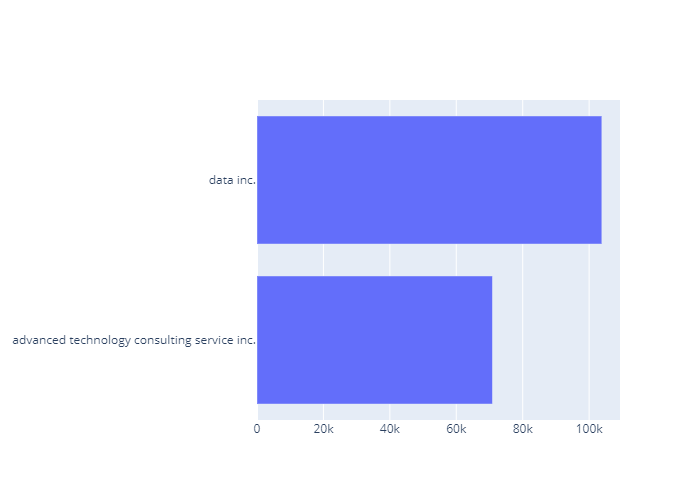 data inc.
advanced technology consulting service inc.
0 20k 40k 60k 80k 100k